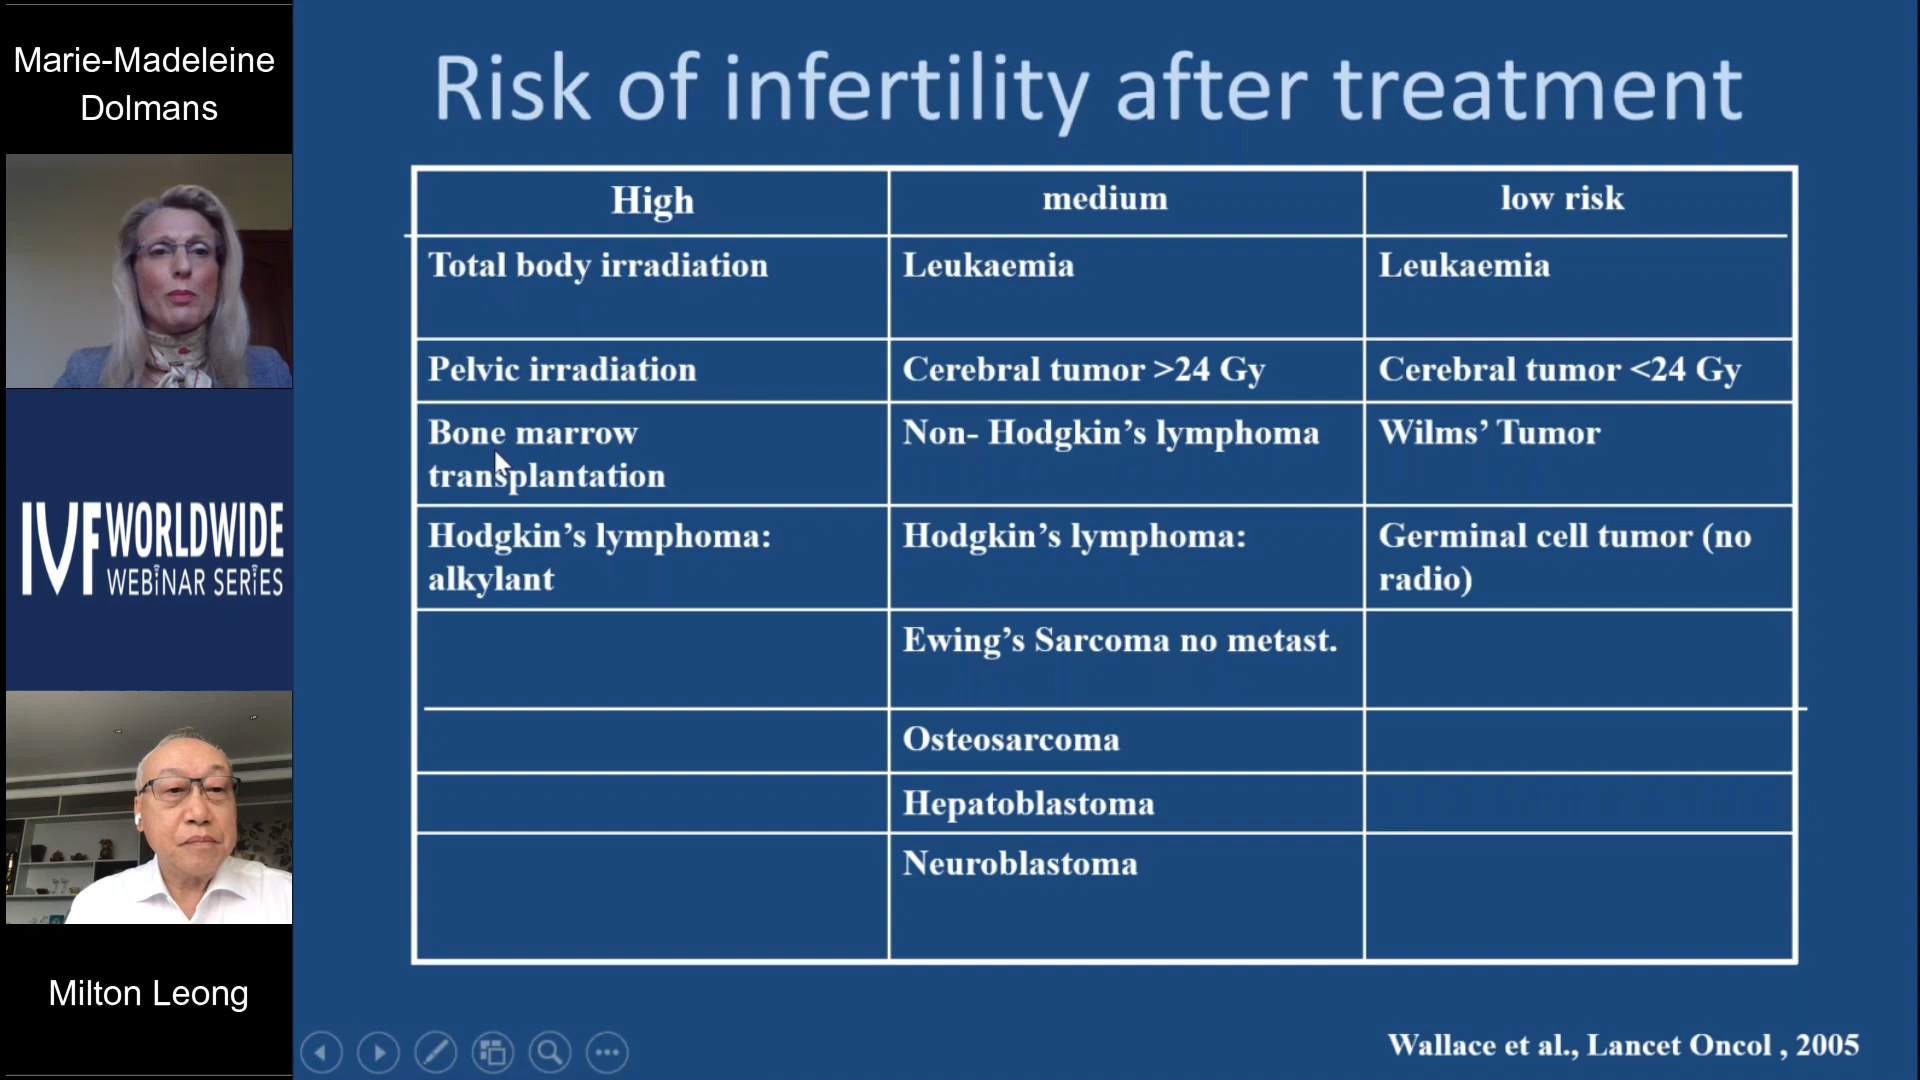 Marie-Madeleine
Dolmans
IVF WORLDWIDE
WEBiNAR SERiES
Milton Leong
Risk of infertility after treatment
High medium low risk
Total body irradiation Leukaemia Leukaemia
Pelvic irradiation Cerebral tumor >24 Gy Cerebral tumor <24 Gy
Bone marrow Non- Hodgkin’s lymphoma Wilms’ Tumor
transplantation
Hodgkin’s lymphoma: Hodgkin’s lymphoma: Germinal cell tumor (no
alkylant radio)
Ewing’s Sarcoma no metast.
Osteosarcoma
Hepatoblastoma
Neuroblastoma
Wallace et al., Lancet Oncol , 2005